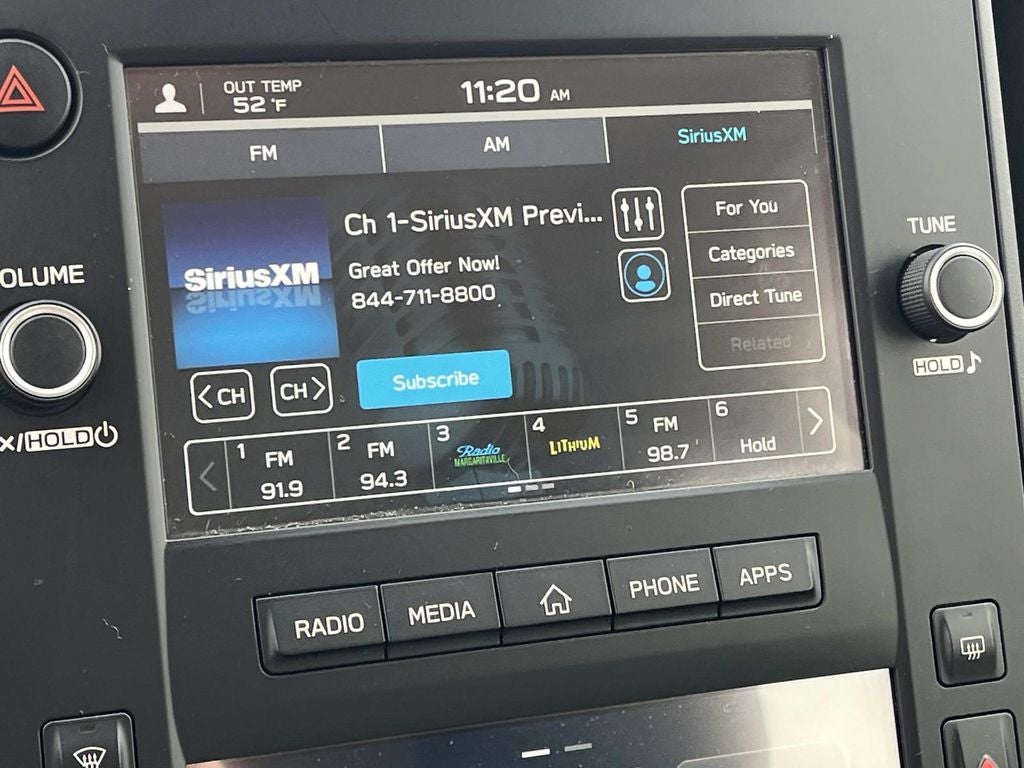 OUT TEMP
52 °F
11:20 AM
FM
AM
SiriusXM
SiriusXM
Ch 1-SiriusXM Previ...
Great Offer Now!
844-711-8800
For You
Categories
Direct Tune
Related
< CH
CH >
Subscribe
1 FM
91.9
2 FM
94.3
3 Radio
MARGARITAVILLE
4 LITHIUM
5 FM
98.7
6
Hold
OLUME
X/HOLD
TUNE
HOLD
RADIO
MEDIA
PHONE
APPS